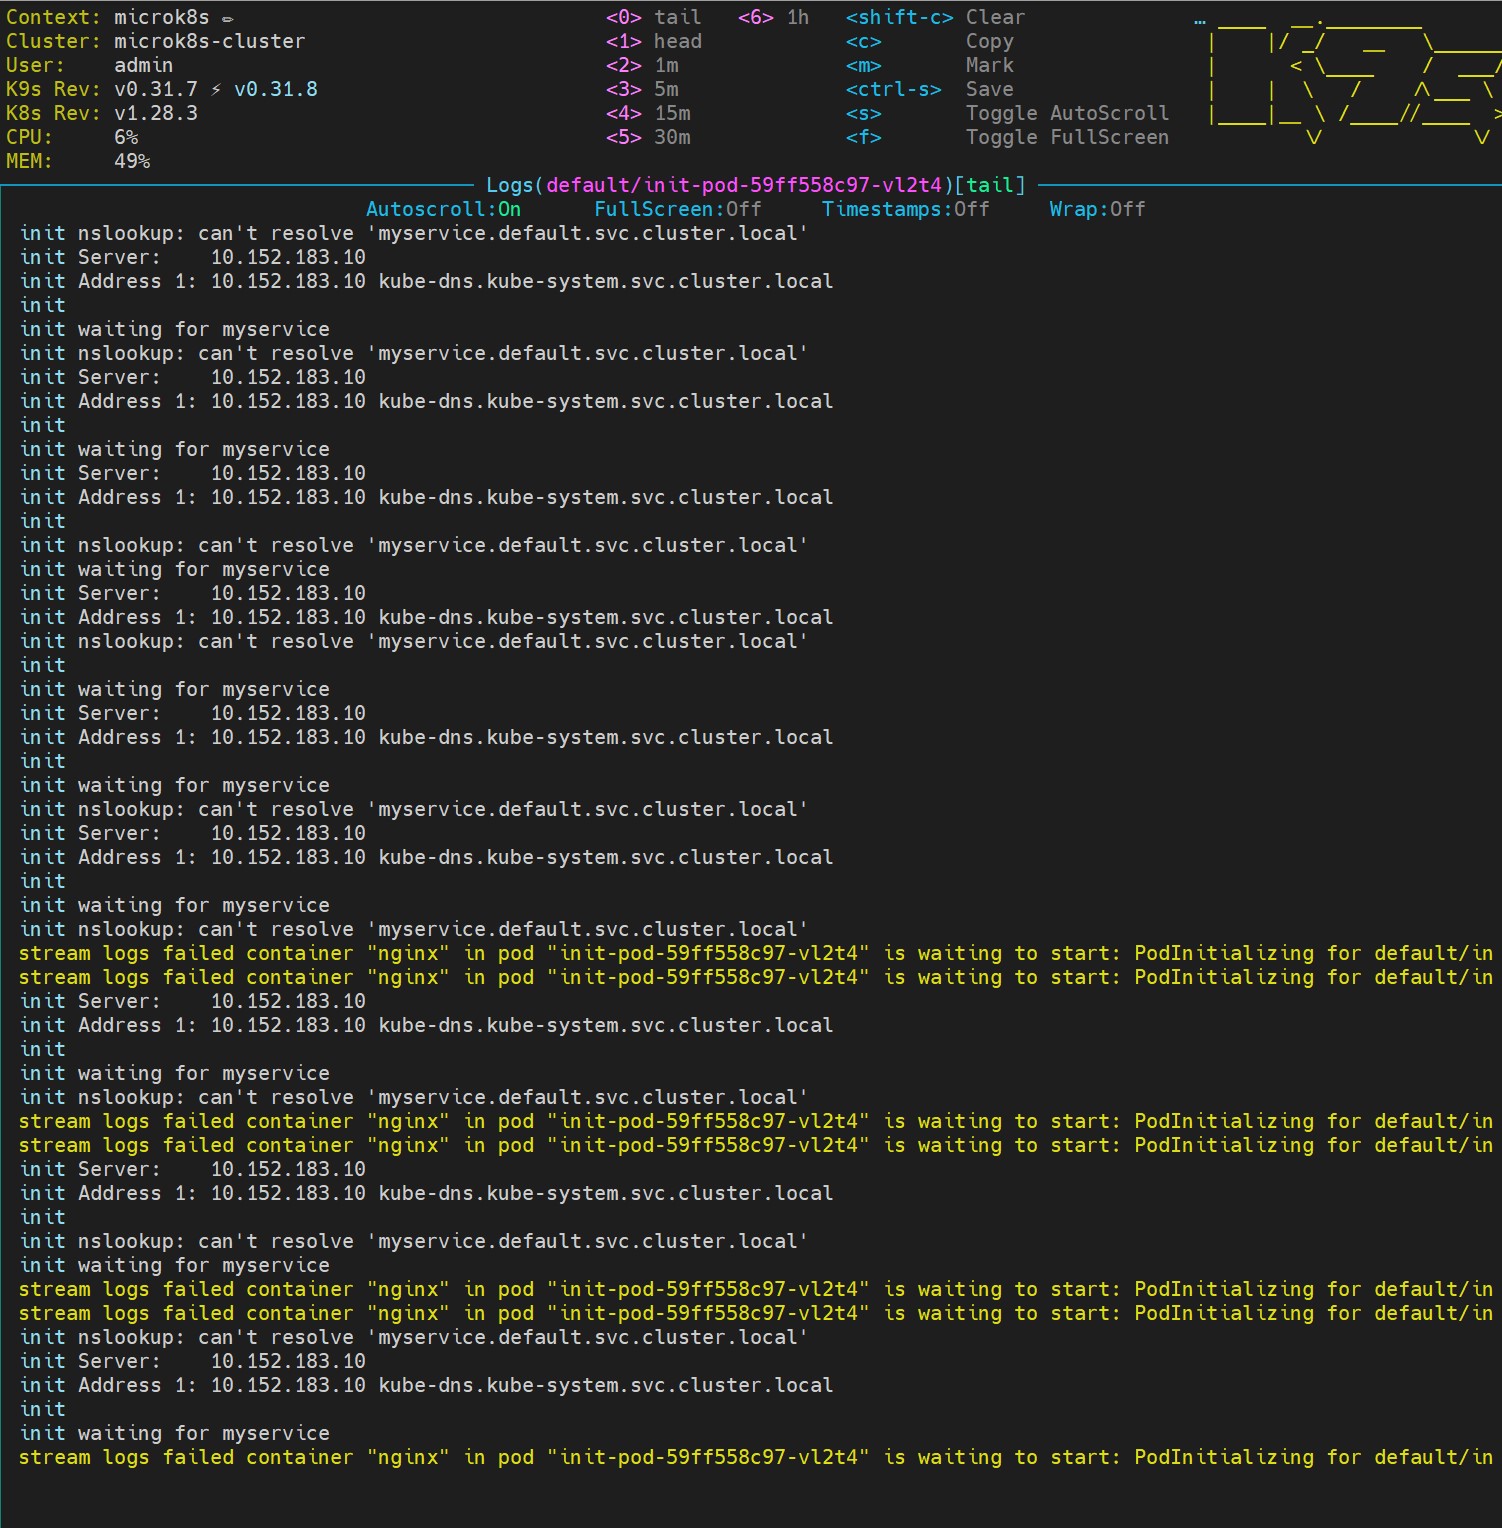 Context: microk8s ✏ <0> tail <6> 1h <shift-c> Clear …
Cluster: microk8s-cluster <1> head <c> Copy
User: admin <2> 1m <m> Mark
K9s Rev: v0.31.7 ⚡ v0.31.8 <3> 5m <ctrl-s> Save
K8s Rev: v1.28.3 <4> 15m <s> Toggle AutoScroll
CPU: 6% <5> 30m <f> Toggle FullScreen
MEM: 49%
Logs(default/init-pod-59ff558c97-vl2t4)[tail]
Autoscroll:On FullScreen:Off Timestamps:Off Wrap:Off
init nslookup: can't resolve 'myservice.default.svc.cluster.local'
init Server: 10.152.183.10
init Address 1: 10.152.183.10 kube-dns.kube-system.svc.cluster.local
init
init waiting for myservice
init nslookup: can't resolve 'myservice.default.svc.cluster.local'
init Server: 10.152.183.10
init Address 1: 10.152.183.10 kube-dns.kube-system.svc.cluster.local
init
init waiting for myservice
init Server: 10.152.183.10
init Address 1: 10.152.183.10 kube-dns.kube-system.svc.cluster.local
init
init nslookup: can't resolve 'myservice.default.svc.cluster.local'
init waiting for myservice
init Server: 10.152.183.10
init Address 1: 10.152.183.10 kube-dns.kube-system.svc.cluster.local
init nslookup: can't resolve 'myservice.default.svc.cluster.local'
init
init waiting for myservice
init Server: 10.152.183.10
init Address 1: 10.152.183.10 kube-dns.kube-system.svc.cluster.local
init
init waiting for myservice
init nslookup: can't resolve 'myservice.default.svc.cluster.local'
init Server: 10.152.183.10
init Address 1: 10.152.183.10 kube-dns.kube-system.svc.cluster.local
init
init waiting for myservice
init nslookup: can't resolve 'myservice.default.svc.cluster.local'
stream logs failed container "nginx" in pod "init-pod-59ff558c97-vl2t4" is waiting to start: PodInitializing for default/in
stream logs failed container "nginx" in pod "init-pod-59ff558c97-vl2t4" is waiting to start: PodInitializing for default/in
init Server: 10.152.183.10
init Address 1: 10.152.183.10 kube-dns.kube-system.svc.cluster.local
init
init waiting for myservice
init nslookup: can't resolve 'myservice.default.svc.cluster.local'
stream logs failed container "nginx" in pod "init-pod-59ff558c97-vl2t4" is waiting to start: PodInitializing for default/in
stream logs failed container "nginx" in pod "init-pod-59ff558c97-vl2t4" is waiting to start: PodInitializing for default/in
init Server: 10.152.183.10
init Address 1: 10.152.183.10 kube-dns.kube-system.svc.cluster.local
init
init nslookup: can't resolve 'myservice.default.svc.cluster.local'
init waiting for myservice
stream logs failed container "nginx" in pod "init-pod-59ff558c97-vl2t4" is waiting to start: PodInitializing for default/in
stream logs failed container "nginx" in pod "init-pod-59ff558c97-vl2t4" is waiting to start: PodInitializing for default/in
init nslookup: can't resolve 'myservice.default.svc.cluster.local'
init Server: 10.152.183.10
init Address 1: 10.152.183.10 kube-dns.kube-system.svc.cluster.local
init
init waiting for myservice
stream logs failed container "nginx" in pod "init-pod-59ff558c97-vl2t4" is waiting to start: PodInitializing for default/in